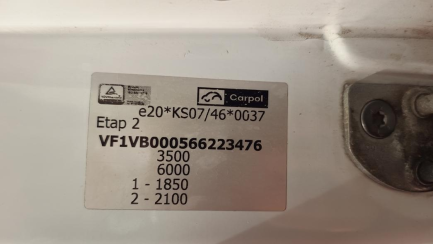 Carpol
e20*KS07/46*0037
Etap 2
VF1VB000566223476
3500
6000
1 - 1850
2 - 2100